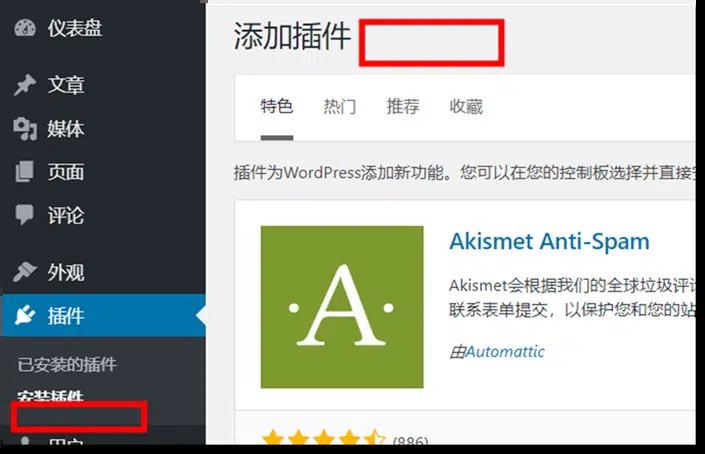 仪表盘
文章
媒体
页面
评论
外观
插件
已安装的插件
安装插件
用户
添加插件
特色
热门
推荐
收藏
插件为WordPress添加新功能。您可以在您的控制板选择并直接安
A
Akismet Anti-Spam
Akismet会根据我们的全球垃圾评论
联系表单提交，以保护您和您的站
由Automattic
(886)